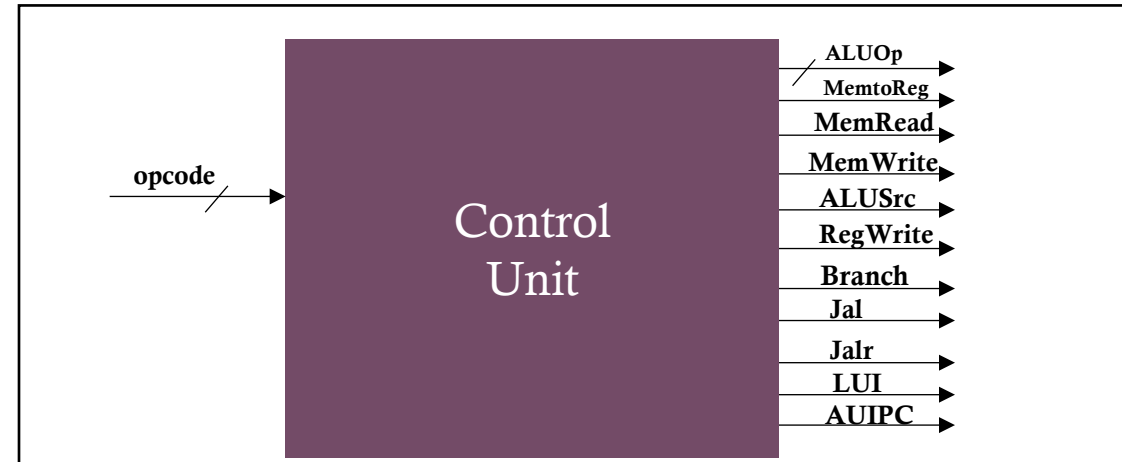 ALUOp
MemtoReg
MemRead
MemWrite
opcode
ALUSrc
Control
Unit
RegWrite
Branch
Jal
Jalr
LUI
AUIPC